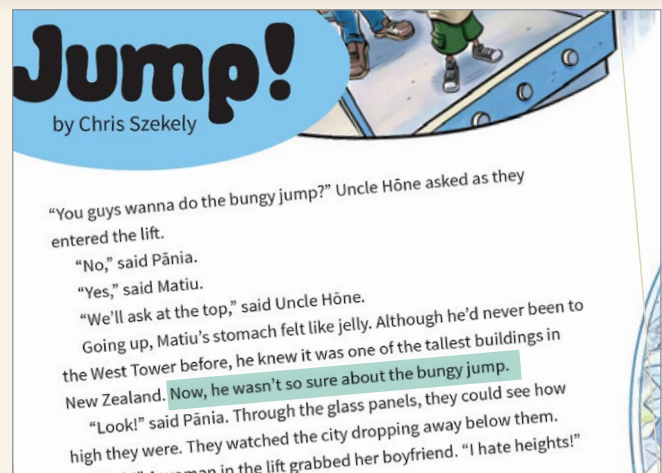 Jump!
by Chris Szekely
“You guys wanna do the bungy jump?” Uncle Hōne asked as they
entered the lift.
“No,” said Pānia.
“Yes,” said Matiu.
“We’ll ask at the top,” said Uncle Hōne.
Going up, Matiu’s stomach felt like jelly. Although he’d never been to
the West Tower before, he knew it was one of the tallest buildings in
New Zealand. Now, he wasn’t so sure about the bungy jump.
“Look!” said Pānia. Through the glass panels, they could see how
high they were. They watched the city dropping away below them.
woman in the lift grabbed her boyfriend. “I hate heights!”